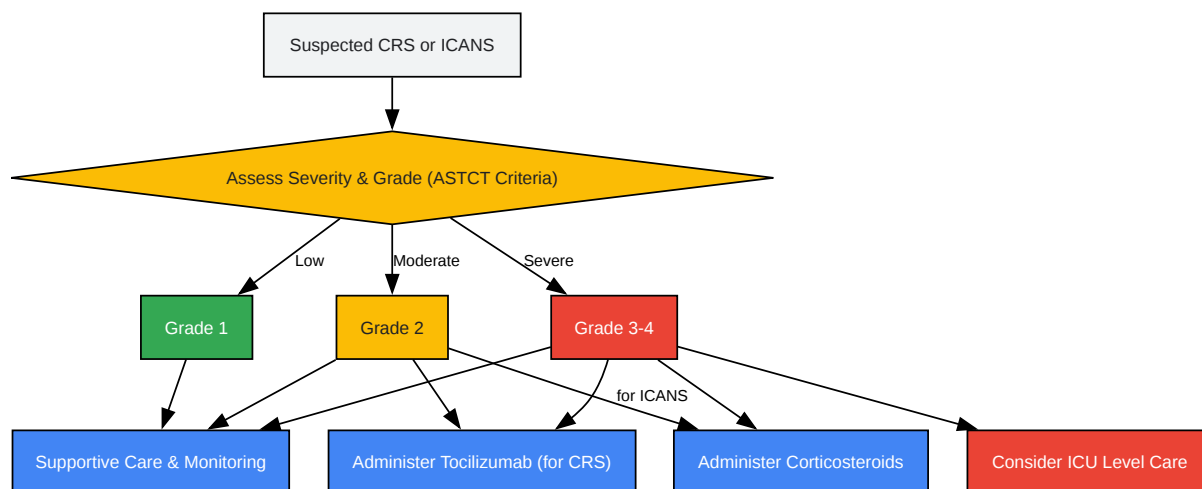 Suspected CRS or ICANS
Assess Severity & Grade (ASTCT Criteria)
Low
Moderate
Severe
Grade 1
Grade 2
Grade 3-4
for ICANS
Supportive Care & Monitoring
Administer Tocilizumab (for CRS)
Administer Corticosteroids
Consider ICU Level Care